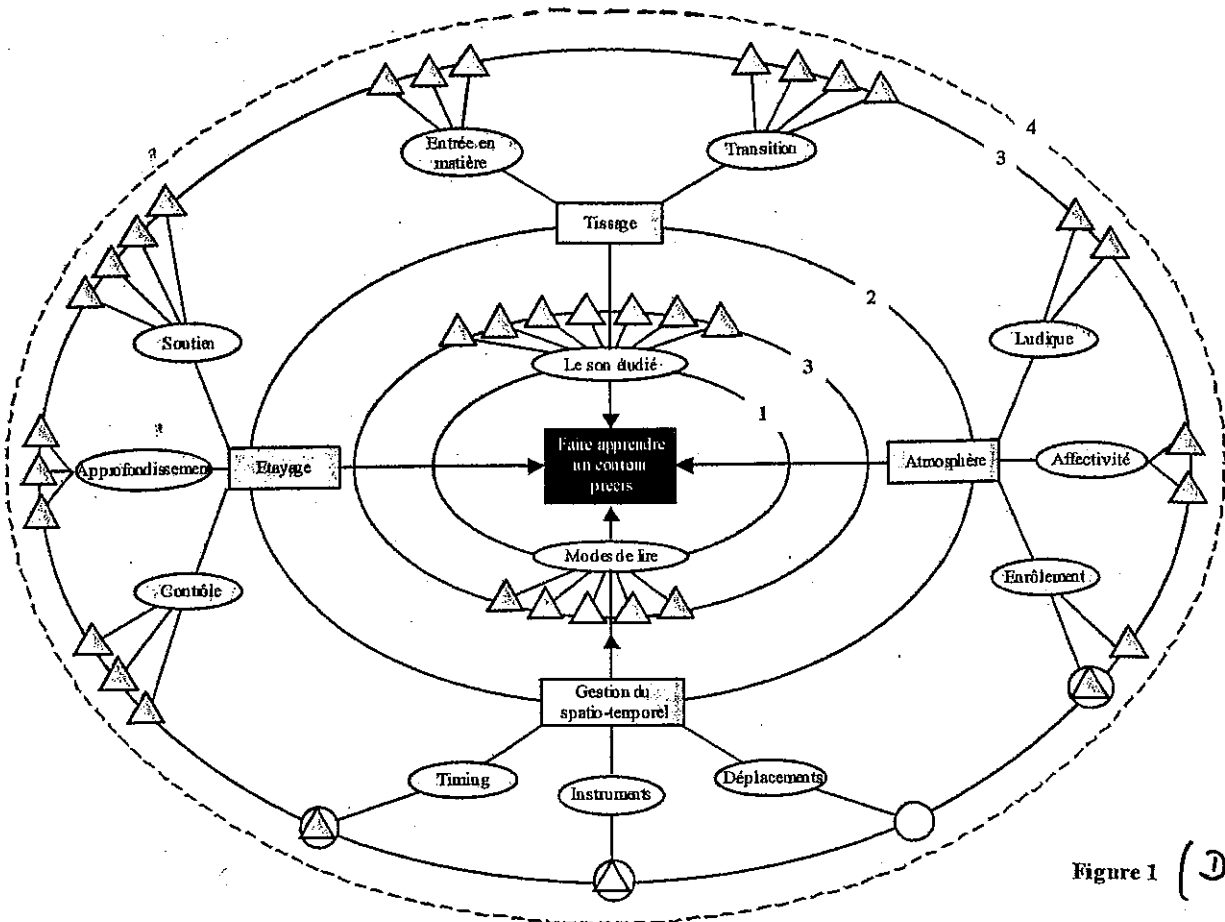 Entrée en
matière
Transition
4
3
Tissage
2
Soutien
Ludique
Le son étudié
3
1
Approfondissemen
Etayage
Faire apprendre
un contenu
précis
Atmosphère
Affectivité
Modes de lire
Contrôle
Enrôlement
Gestion du
spatio-temporel
Timing
Instruments
Déplacements
Figure 1 (D